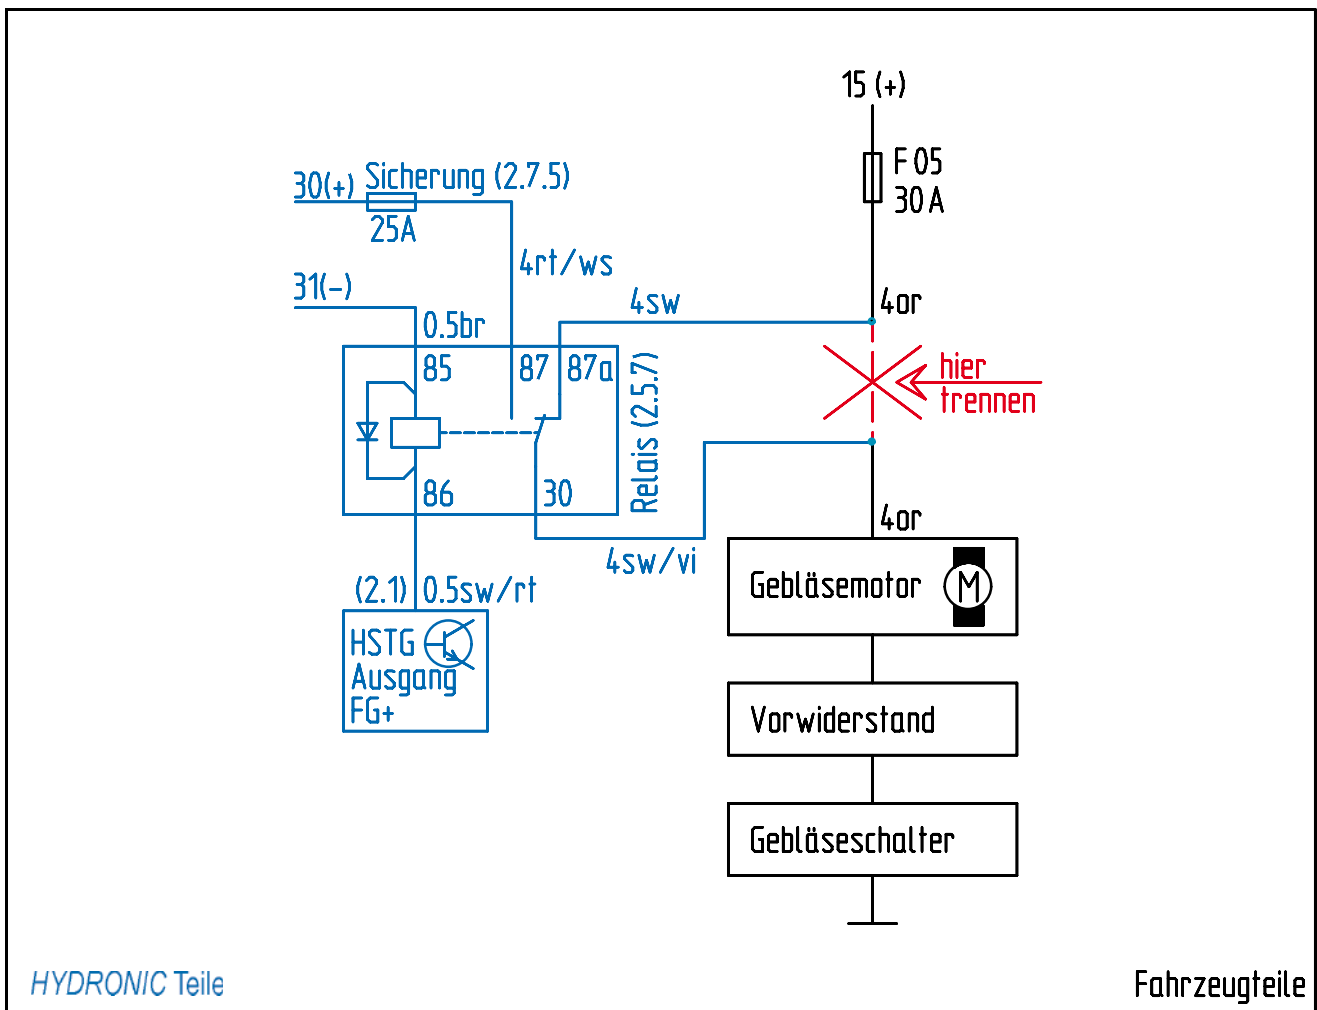 15 (+)
F 05
30 A
30(+)
Sicherung (2.7.5)
25A
4rt/ws
31(-)
4sw
4or
0.5br
85
87
87a
hier
trennen
Relais (2.5.7)
86
30
4or
4sw/vi
Gebläsemotor
M
(2.1)
0.5sw/rt
HSTG
Ausgang
FG+
Vorwiderstand
Gebläseschalter
HYDRONIC Teile
Fahrzeugteile